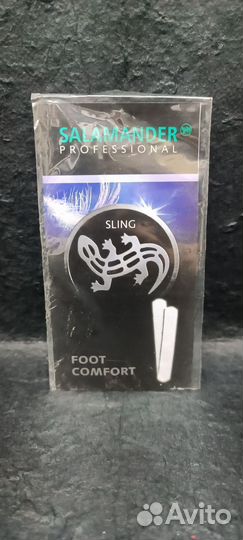 SALAMANDER
PROFESSIONAL
SLING
FOOT
COMFORT
Avito